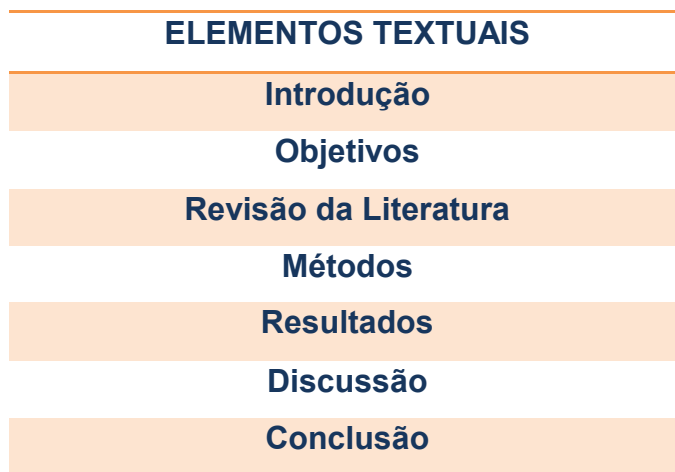 ELEMENTOS TEXTUAIS
Introdução
Objetivos
Revisão da Literatura
Métodos
Resultados
Discussão
Conclusão